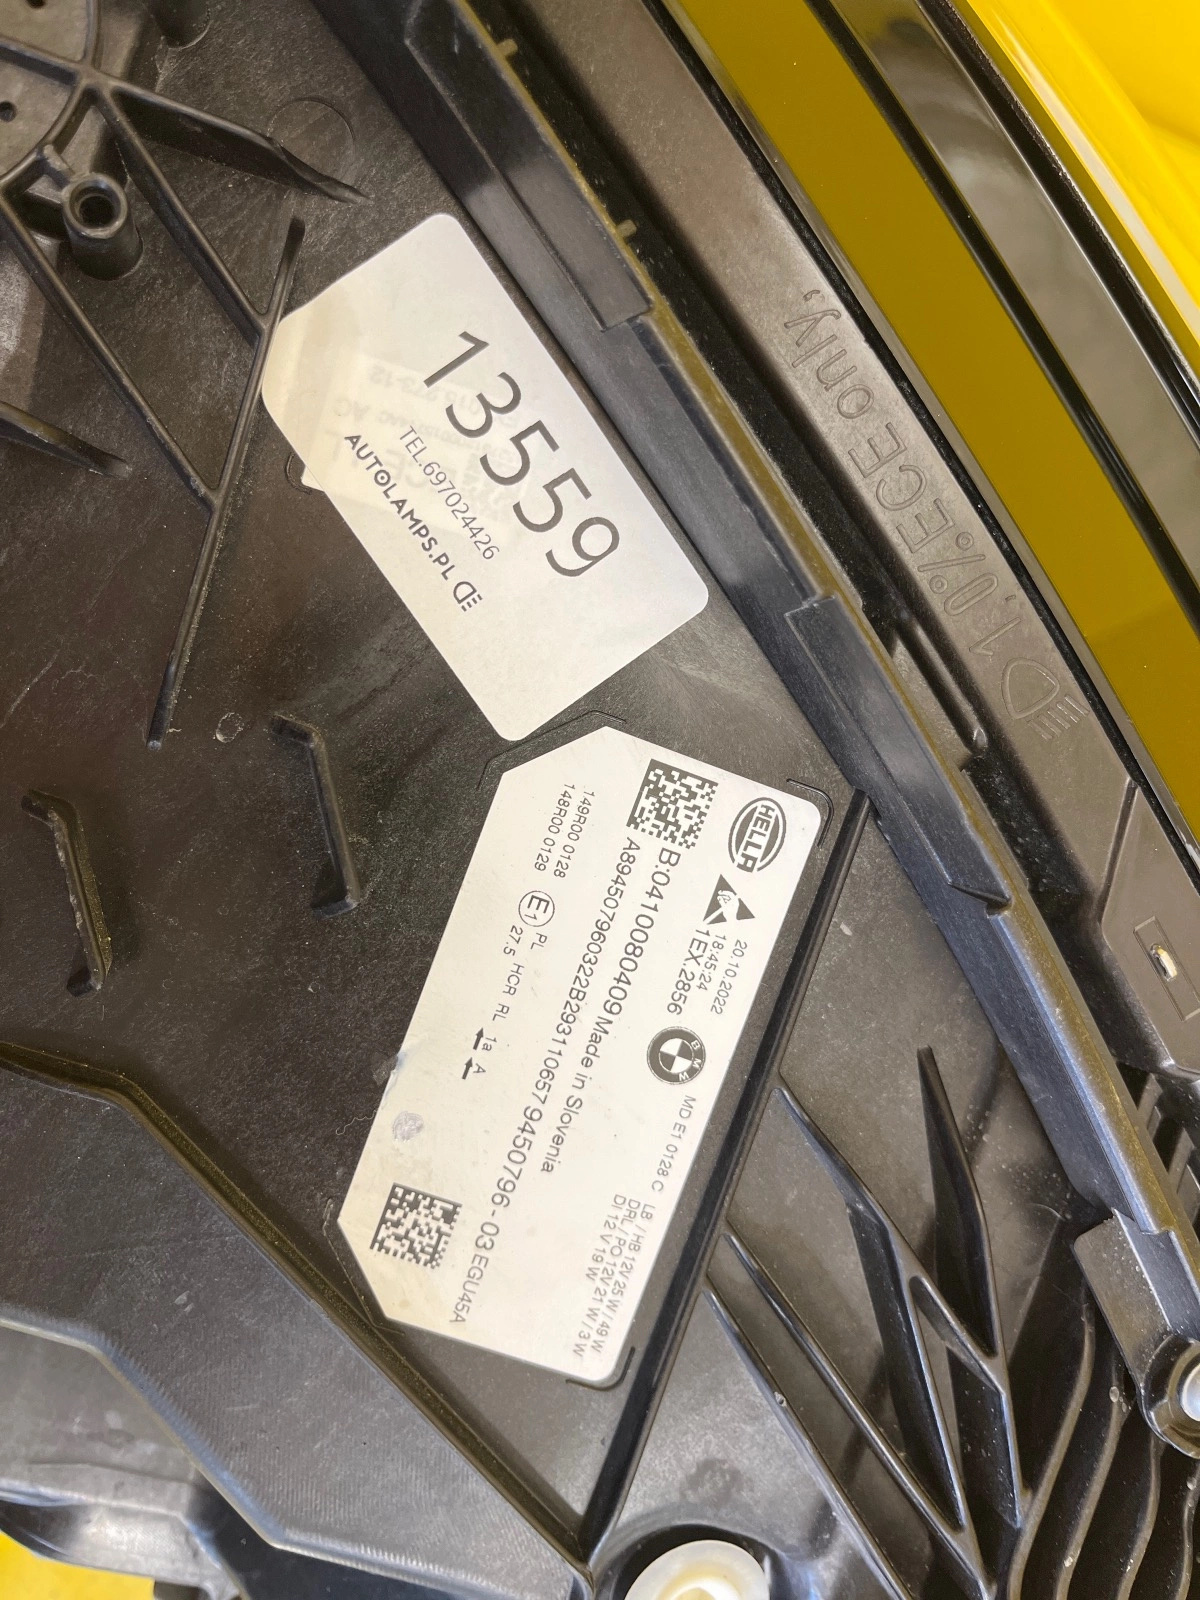 13559
TEL.697024426
AUTOLAMPS.PL
1,0%ECE only,
HELLA
20.10.2022
18:45:24
1EX.2856
BMW
MD E1 0128 C
LB / HB 12V 25W / 49W
DRL / PO 12V 21W / 3W
DI 12V 19W
B:0410080409 Made in Slovenia
A894507960322B2931106579450796-03 EGU45A
149R00 0128
148R00 0129
E1
PL HCR RL 1a A
27.5